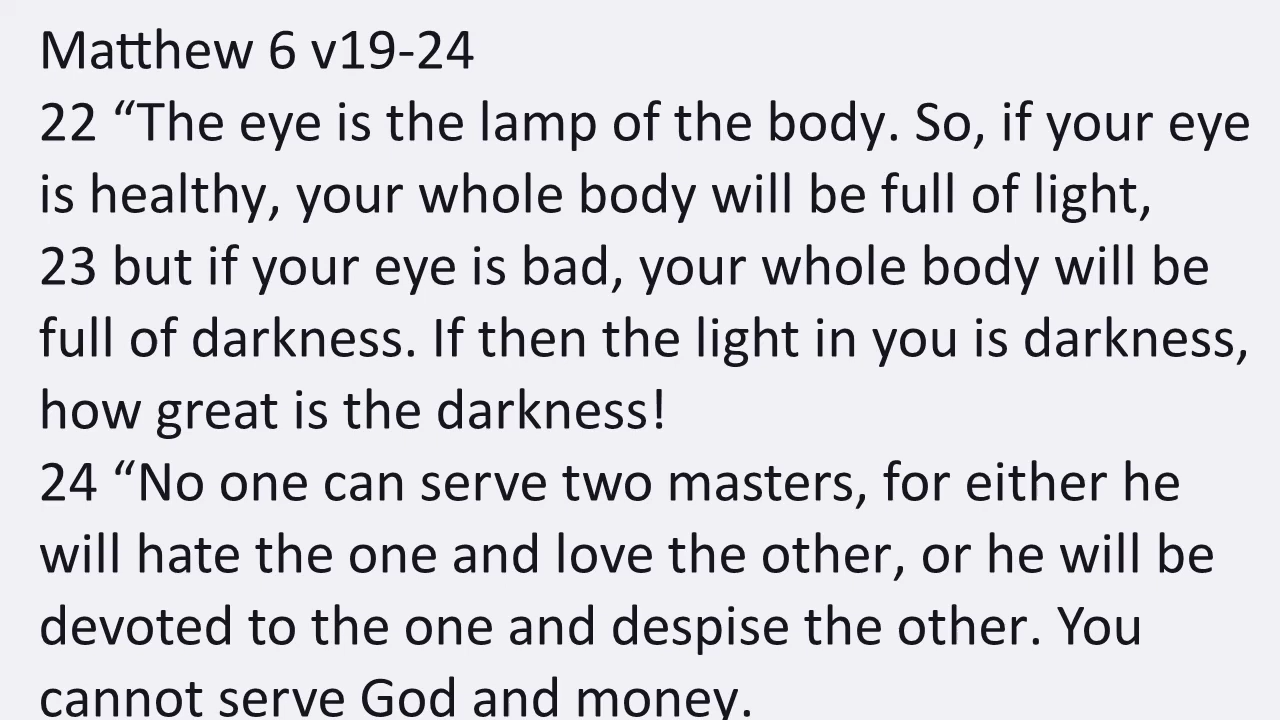 Matthew 6 v19-24
22 “The eye is the lamp of the body. So, if your eye
is healthy, your whole body will be full of light,
23 but if your eye is bad, your whole body will be
full of darkness. If then the light in you is darkness,
how great is the darkness!
24 “No one can serve two masters, for either he
will hate the one and love the other, or he will be
devoted to the one and despise the other. You
cannot serve God and money.